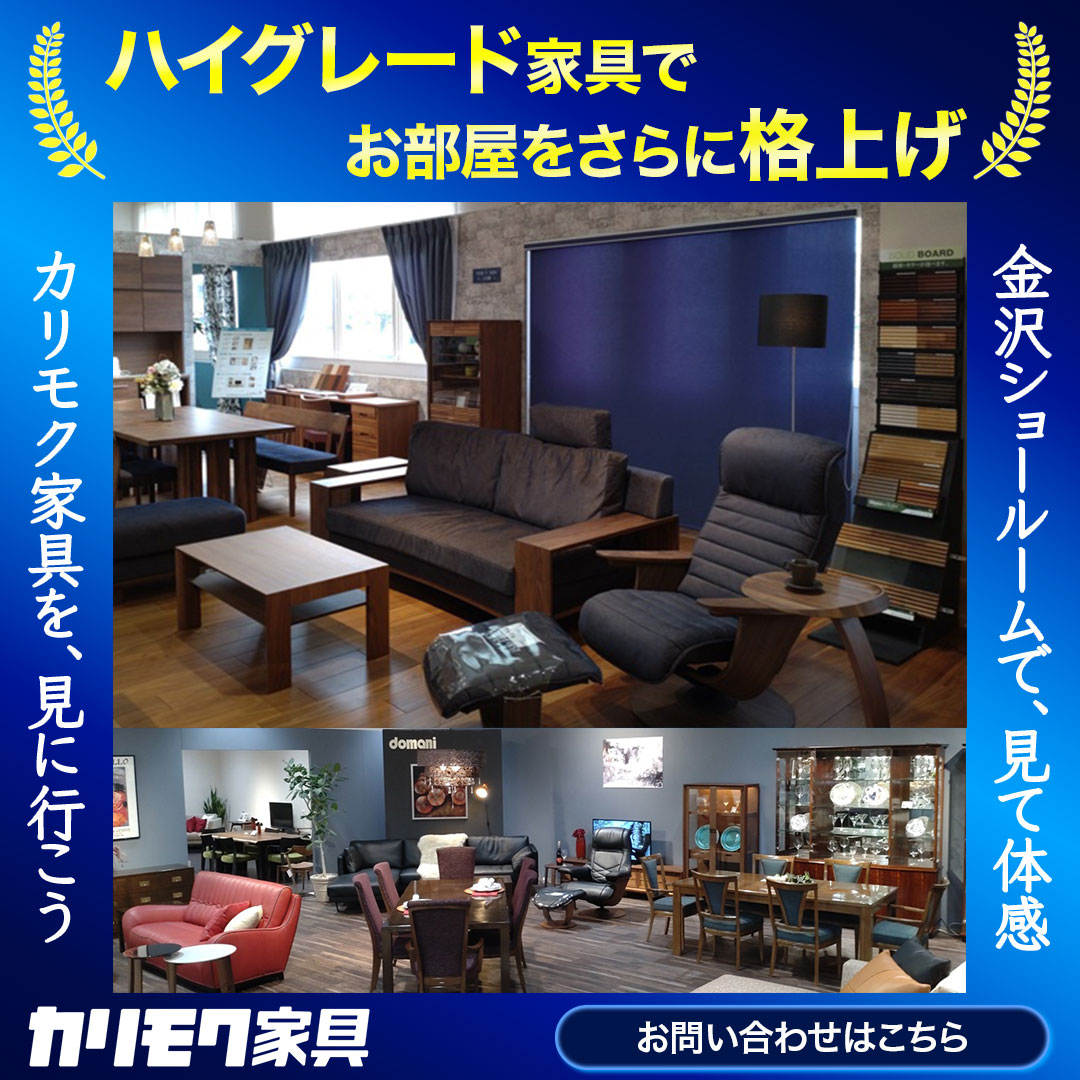 ハイグレード家具で
お部屋をさらに格上げ
金沢ショールームで、見て体感
カリモク家具を、見に行こう
SOLID BOARD
domani
カリモク家具
お問い合わせはこちら